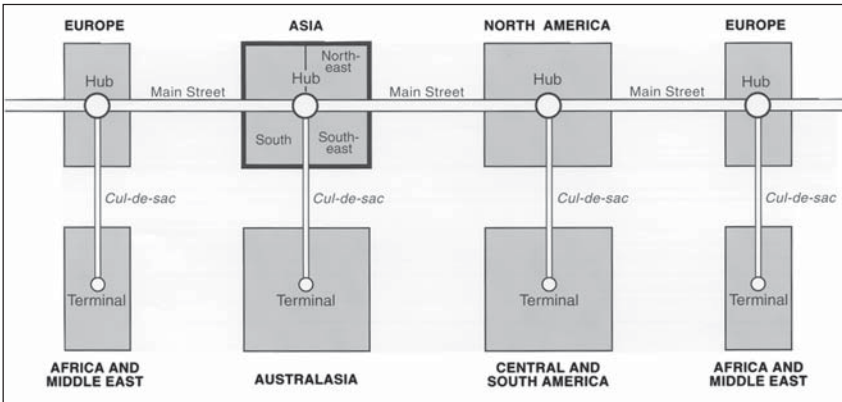 EUROPE
ASIA
NORTH AMERICA
EUROPE
North-
east
Hub
Hub
Hub
Hub
Main Street
Main Street
Main Street
South
South-
east
Cul-de-sac
Cul-de-sac
Cul-de-sac
Cul-de-sac
Terminal
Terminal
Terminal
Terminal
AFRICA AND
MIDDLE EAST
AUSTRALASIA
CENTRAL AND
SOUTH AMERICA
AFRICA AND
MIDDLE EAST